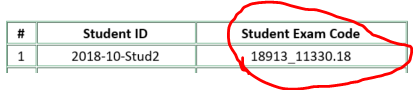 # Student ID Student Exam Code
1 2018-10-Stud2 18913_11330.18